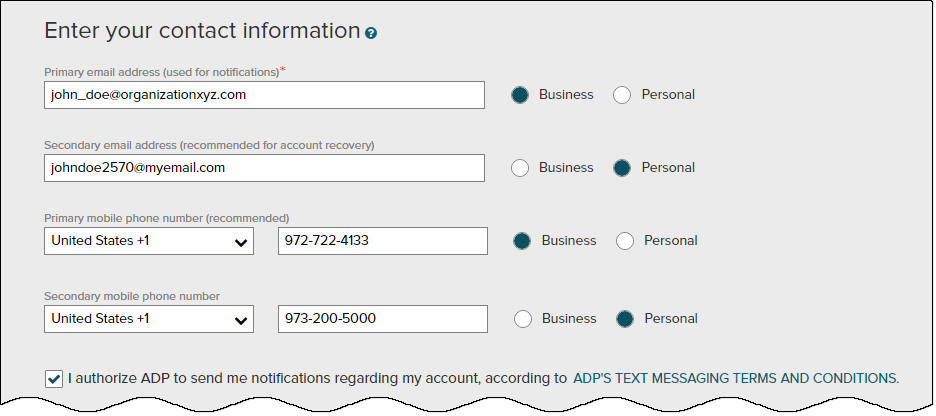 Enter your contact information ?
Primary email address (used for notifications)*
john_doe@organizationxyz.com Business Personal
Secondary email address (recommended for account recovery)
johndoe2570@myemail.com Business Personal
Primary mobile phone number (recommended)
United States +1 972-722-4133 Business Personal
Secondary mobile phone number
United States +1 973-200-5000 Business Personal
I authorize ADP to send me notifications regarding my account, according to ADP'S TEXT MESSAGING TERMS AND CONDITIONS.